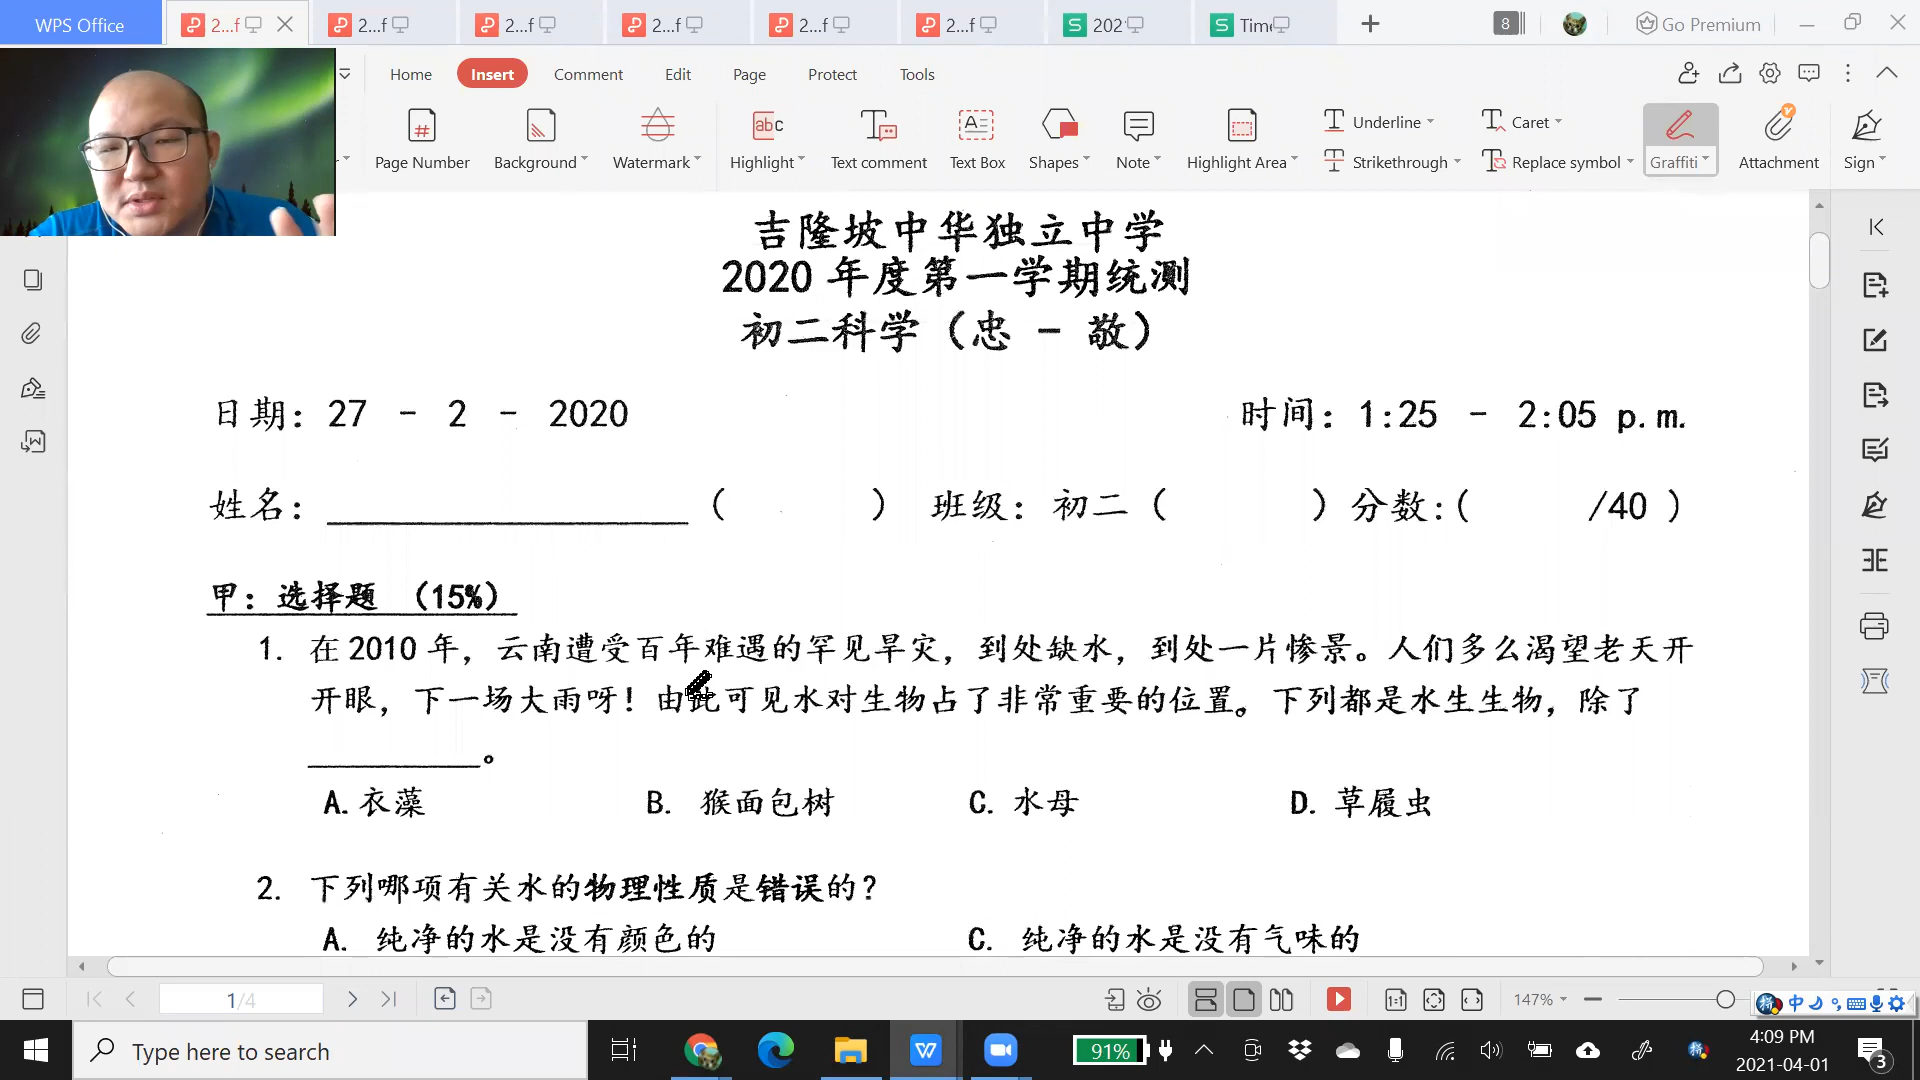 WPS Office
2...f
2...f
2...f
2...f
2...f
2...f
202
Time
8
Go Premium
Home
Insert
Comment
Edit
Page
Protect
Tools
Page Number
Background
Watermark
Highlight
Text comment
Text Box
Shapes
Note
Highlight Area
Underline
Strikethrough
Caret
Replace symbol
Graffiti
Attachment
Sign
吉隆坡中华独立中学
2020 年度第一学期统测
初二科学（忠 - 敬）
日期: 27 - 2 - 2020
时间: 1:25 - 2:05 p.m.
姓名: ____________ ( ) 班级: 初二 ( ) 分数:( /40 )
甲: 选择题 (15%)
1. 在 2010 年，云南遭受百年难遇的罕见旱灾，到处缺水，到处一片惨景。人们多么渴望老天开
开眼，下一场大雨呀！由此可见水对生物占了非常重要的位置。下列都是水生生物，除了
__________。
A. 衣藻 B. 猴面包树 C. 水母 D. 草履虫
2. 下列哪项有关水的物理性质是错误的？
A. 纯净的水是没有颜色的 C. 纯净的水是没有气味的
1/4
147%
中
Type here to search
91%
4:09 PM
2021-04-01
3